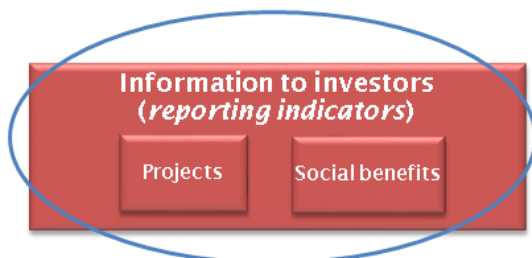 Information to investors
(reporting indicators)
Projects
Social benefits